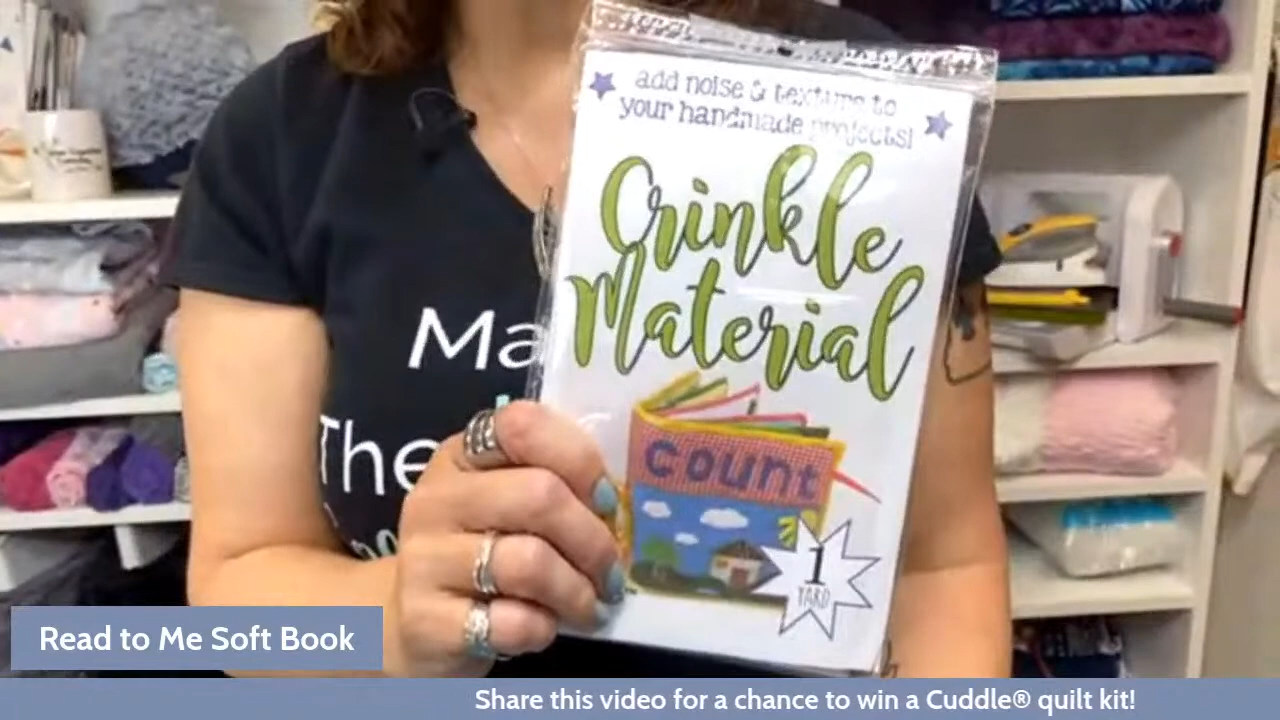 add noise & texture to
your handmade projects!
Crinkle
Material
count
1
YARD
Ma
The
Read to Me Soft Book
Share this video for a chance to win a Cuddle® quilt kit!